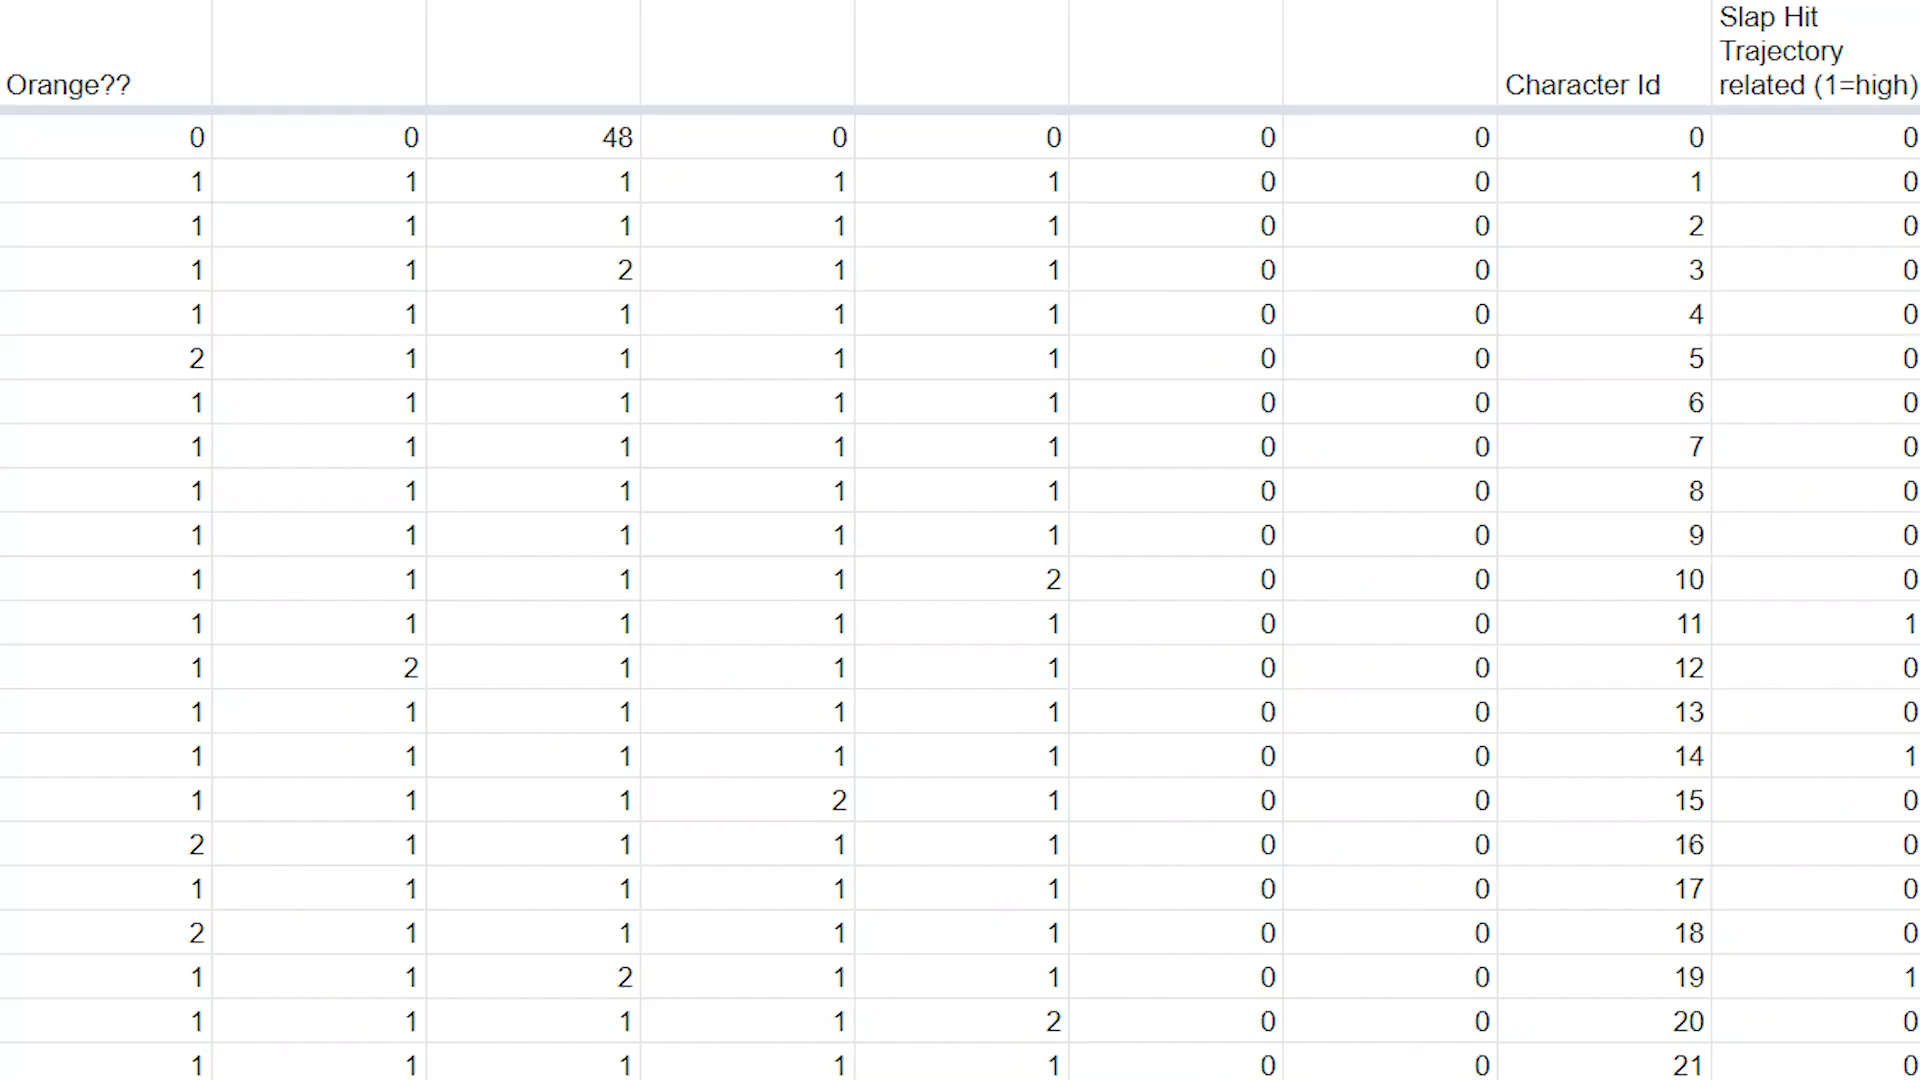 Slap Hit
Trajectory
Orange?? Character Id related (1=high)
0 0 48 0 0 0 0 0 0
1 1 1 1 1 0 0 1 0
1 1 1 1 1 0 0 2 0
1 1 2 1 1 0 0 3 0
1 1 1 1 1 0 0 4 0
2 1 1 1 1 0 0 5 0
1 1 1 1 1 0 0 6 0
1 1 1 1 1 0 0 7 0
1 1 1 1 1 0 0 8 0
1 1 1 1 1 0 0 9 0
1 1 1 1 2 0 0 10 0
1 1 1 1 1 0 0 11 1
1 2 1 1 1 0 0 12 0
1 1 1 1 1 0 0 13 0
1 1 1 1 1 0 0 14 1
1 1 1 2 1 0 0 15 0
2 1 1 1 1 0 0 16 0
1 1 1 1 1 0 0 17 0
2 1 1 1 1 0 0 18 0
1 1 2 1 1 0 0 19 1
1 1 1 1 2 0 0 20 0
1 1 1 1 1 0 0 21 0